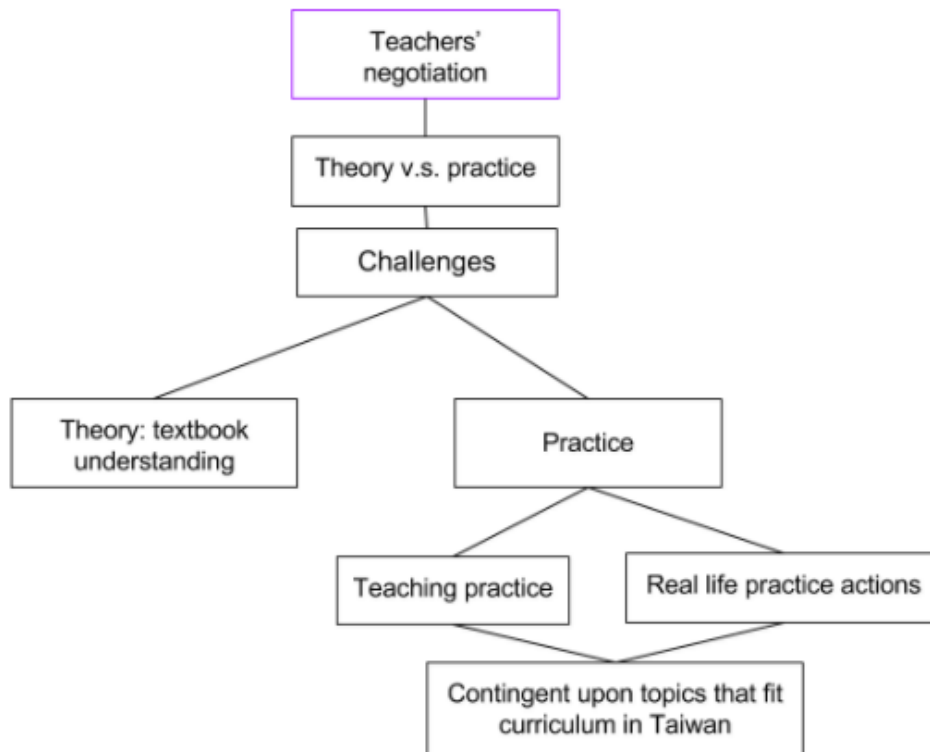 Teachers’
negotiation
Theory v.s. practice
Challenges
Theory: textbook
understanding
Practice
Teaching practice
Real life practice actions
Contingent upon topics that fit
curriculum in Taiwan